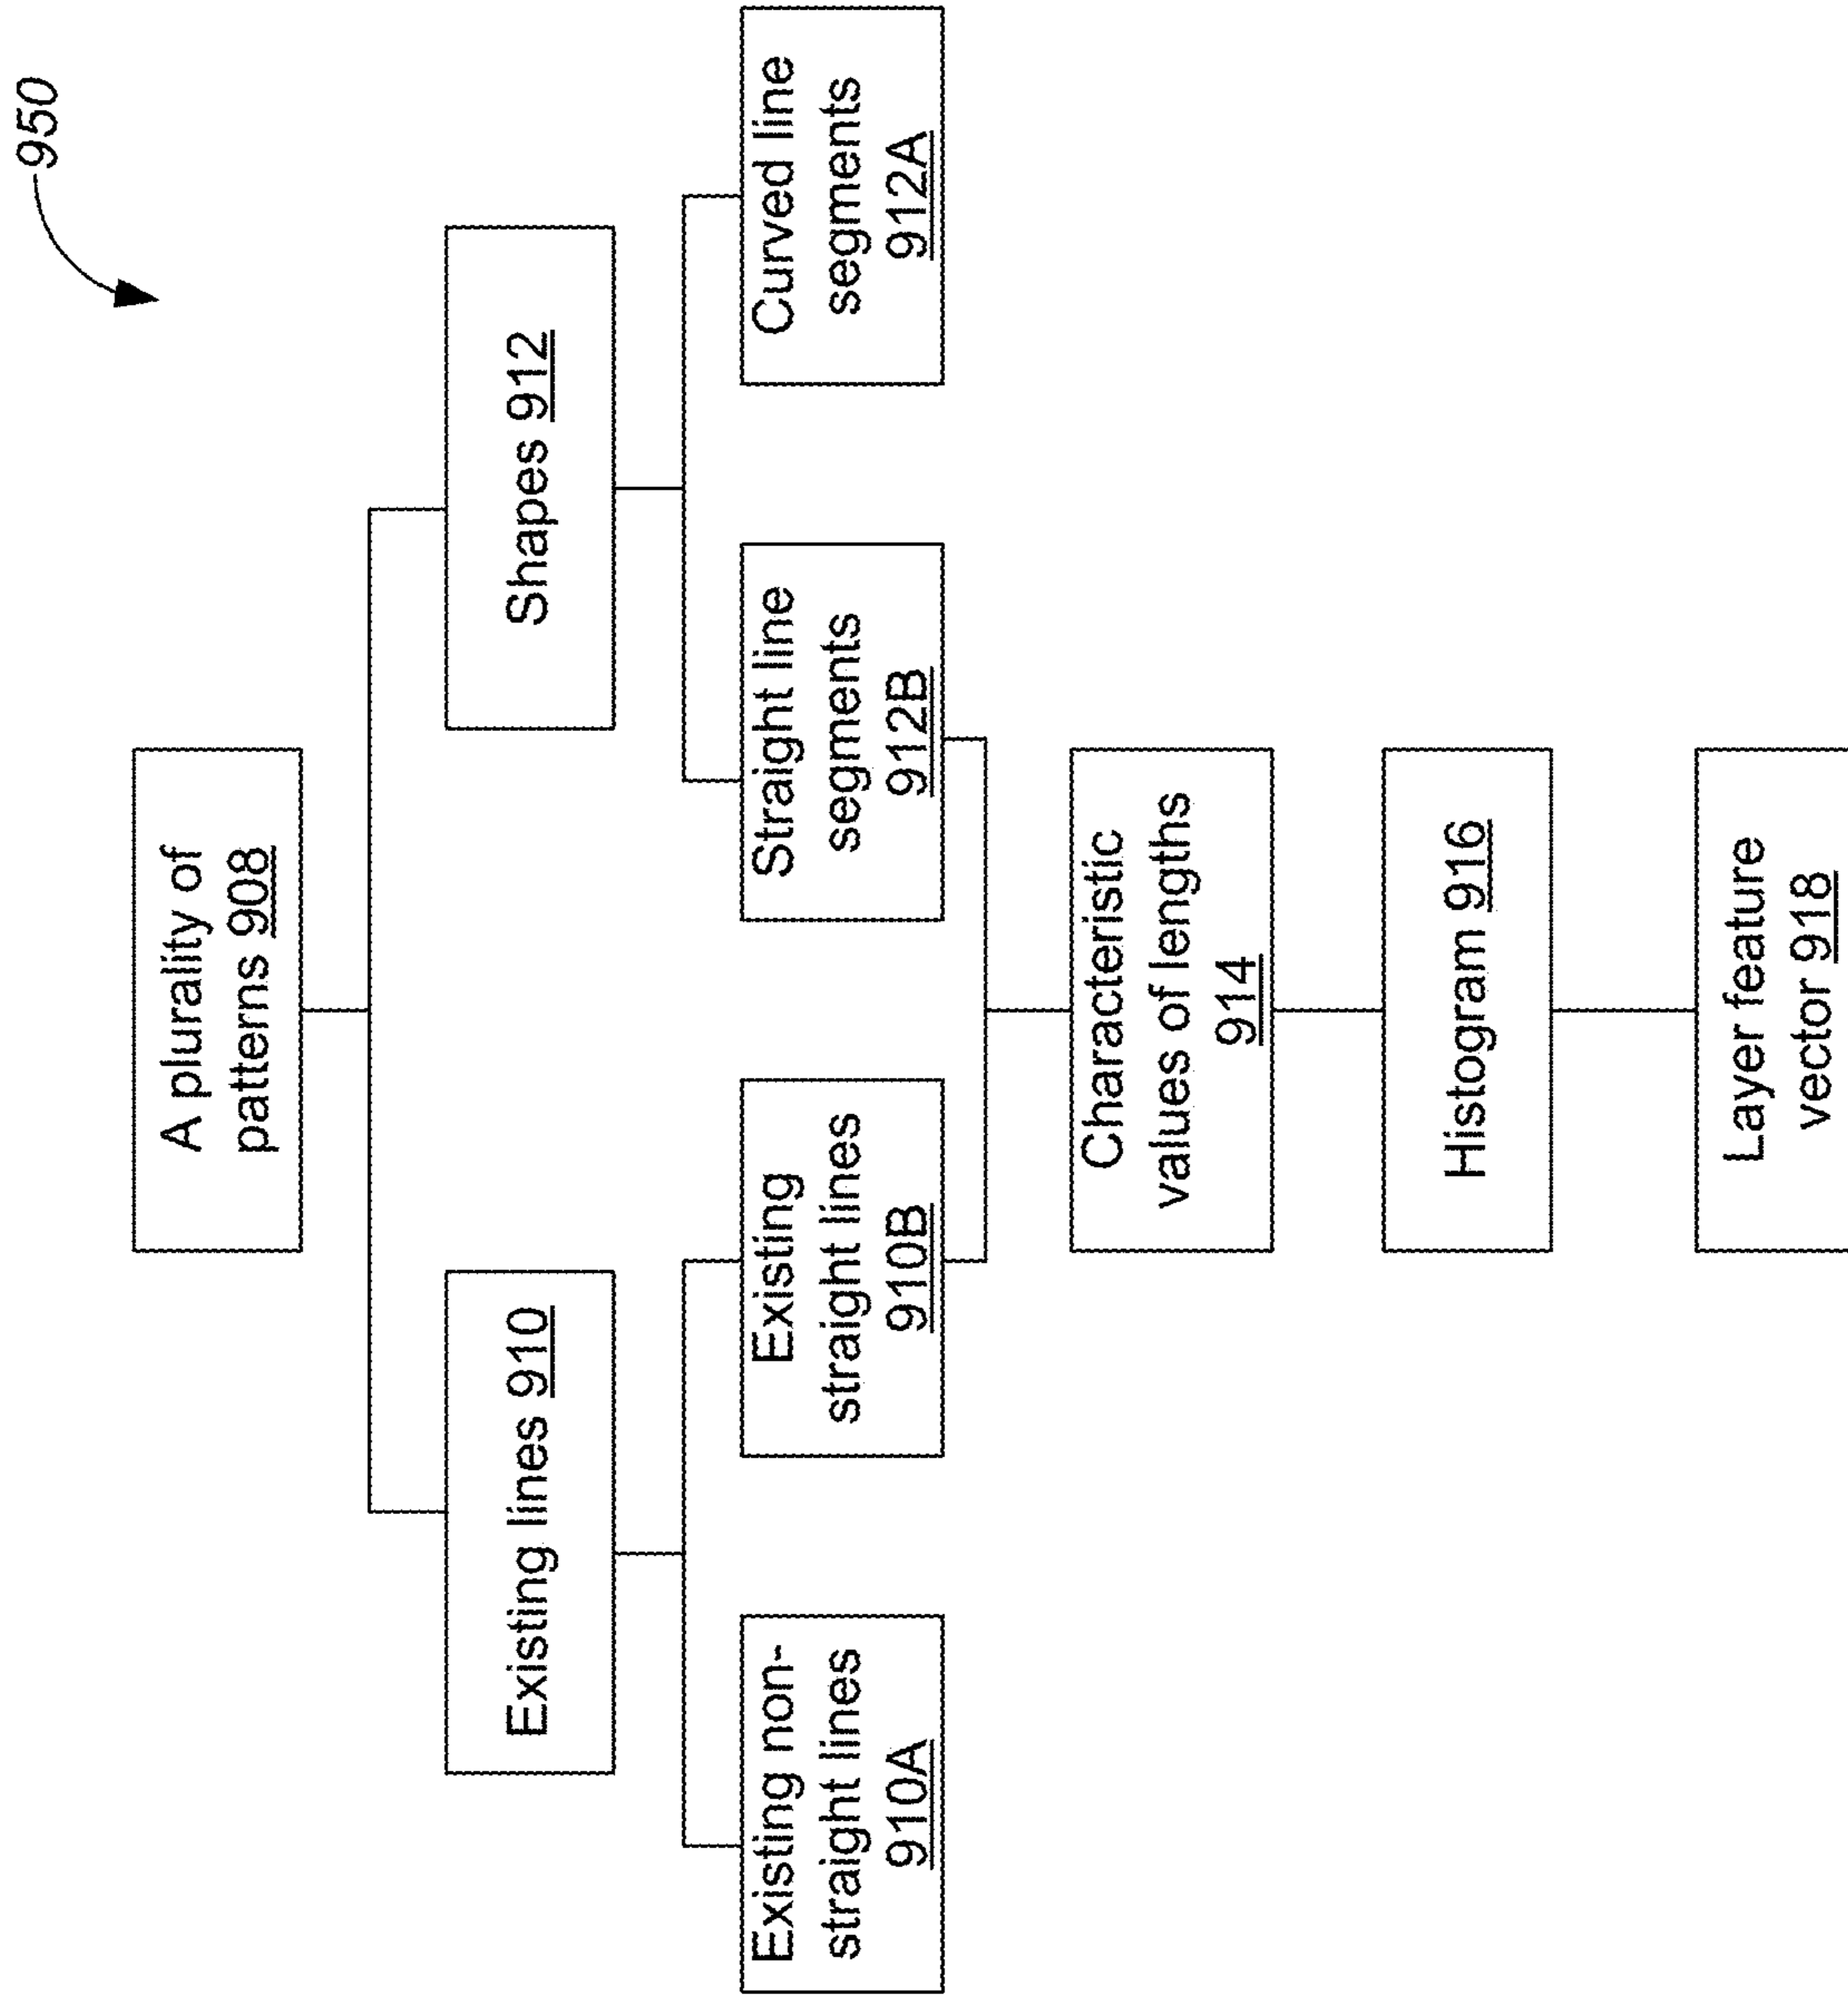 950
A plurality of
patterns 908
Existing lines 910
Shapes 912
Existing non-
straight lines
910A
Existing
straight lines
910B
Straight line
segments
912B
Curved line
segments
912A
Characteristic
values of lengths
914
Histogram 916
Layer feature
vector 918